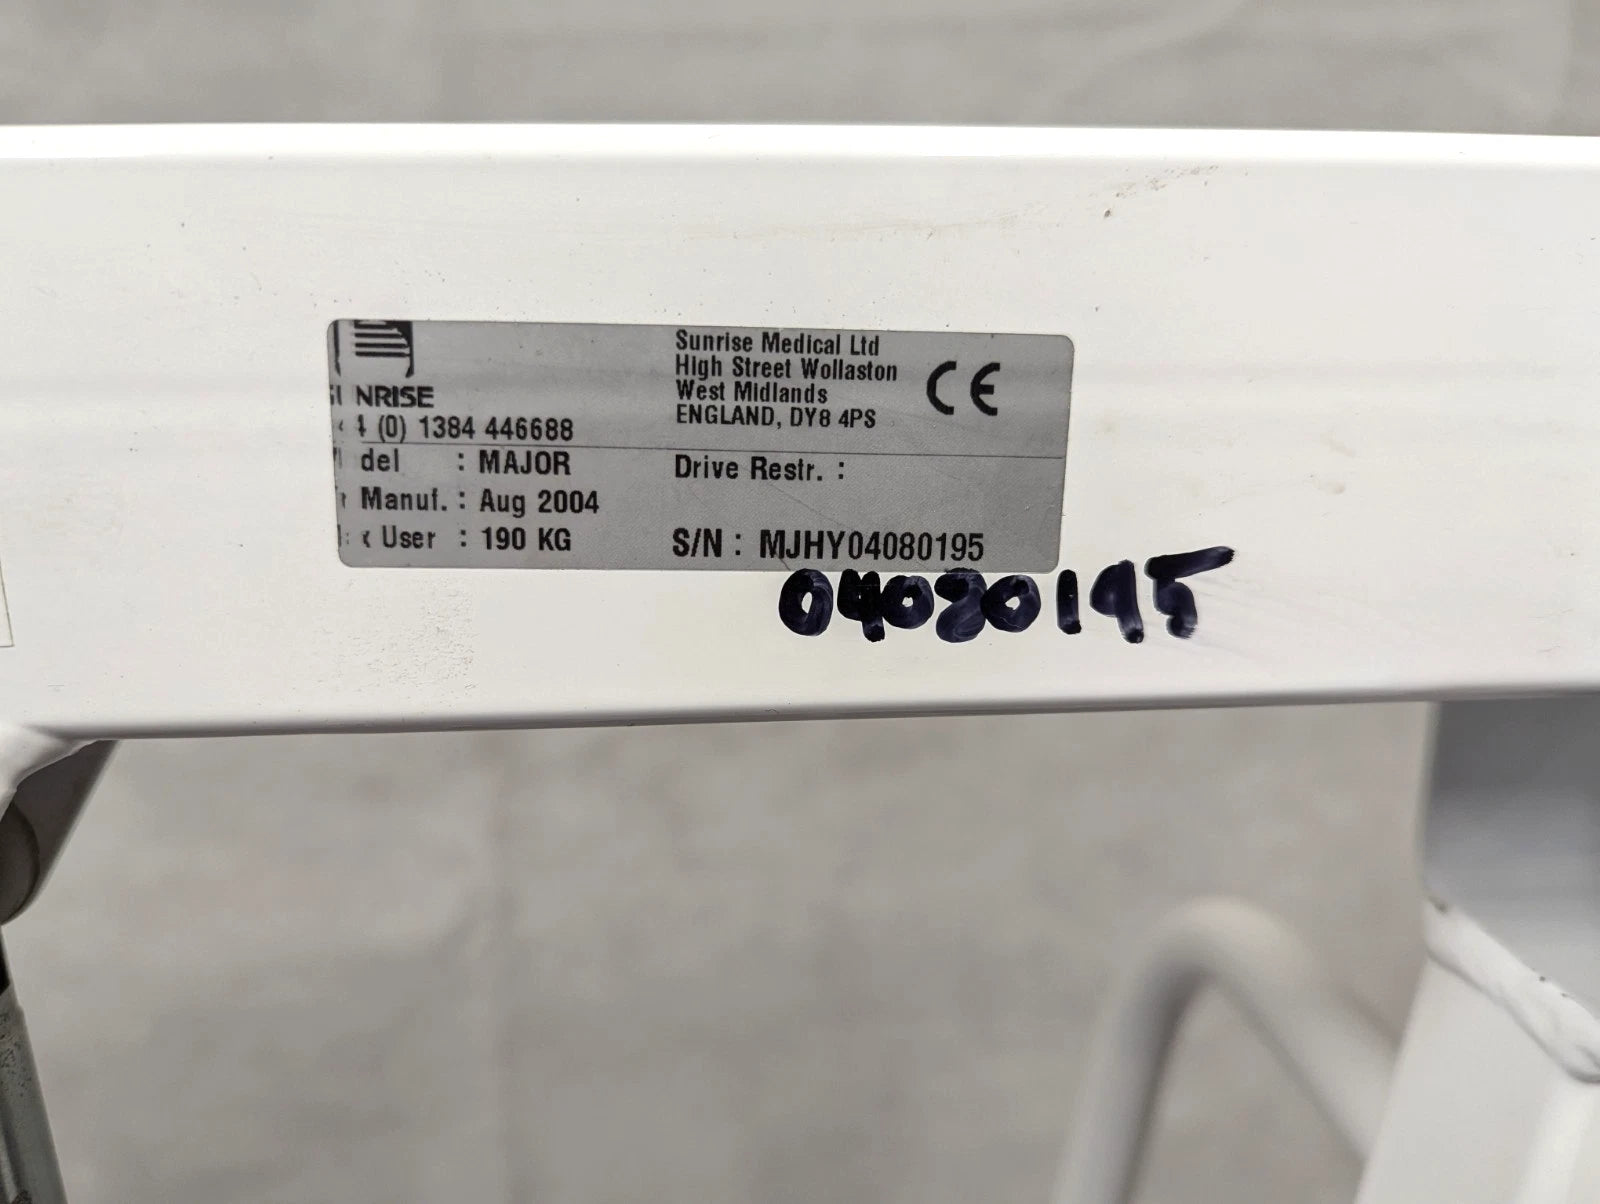 NRISE
(0) 1384 446688
Sunrise Medical Ltd
High Street Wollaston
West Midlands
ENGLAND, DY8 4PS
CE
del : MAJOR
Drive Restr. :
Manuf. : Aug 2004
User : 190 KG
S/N : MJHY04080195
04080195